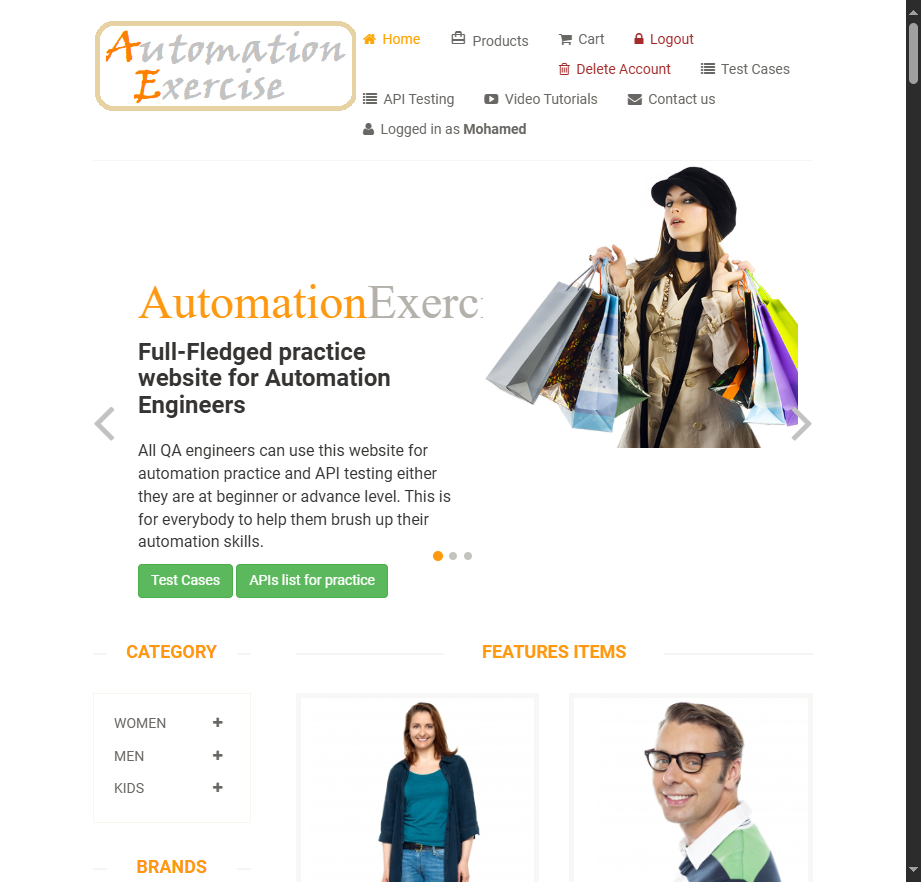 Automation
Exercise
Home Products Cart Logout
Delete Account Test Cases
API Testing Video Tutorials Contact us
Logged in as Mohamed
AutomationExerci
Full-Fledged practice
website for Automation
Engineers
All QA engineers can use this website for
automation practice and API testing either
they are at beginner or advance level. This is
for everybody to help them brush up their
automation skills.
Test Cases APIs list for practice
CATEGORY
WOMEN
MEN
KIDS
BRANDS
FEATURES ITEMS